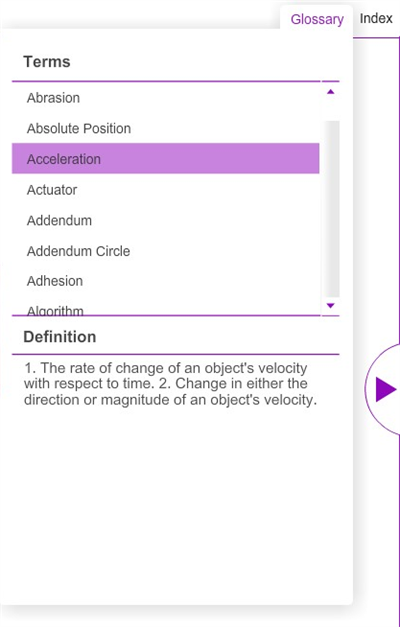 Glossary Index
Terms
Abrasion
Absolute Position
Acceleration
Actuator
Addendum
Addendum Circle
Adhesion
Algorithm
Definition
1. The rate of change of an object's velocity
with respect to time. 2. Change in either the
direction or magnitude of an object's velocity.